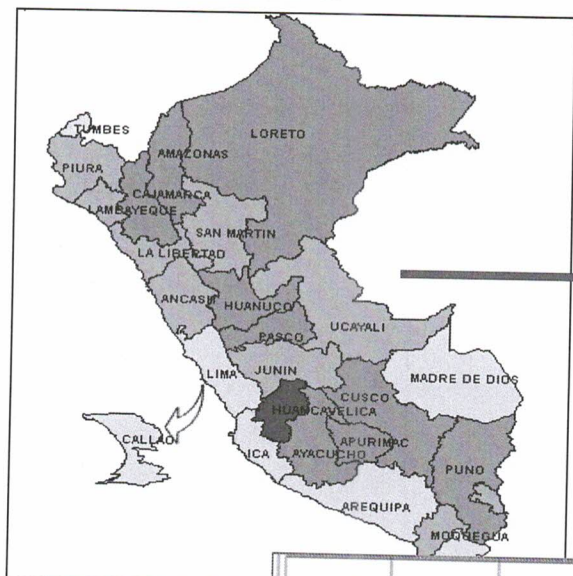 TUMBES
LORETO
AMAZONAS
PIURA
CAJAMARCA
LAMBAYEQUE
SAN MARTIN
LA LIBERTAD
ANCASH
HUANUCO
UCAYALI
PASCO
JUNIN
LIMA
MADRE DE DIOS
CUSCO
HUANCAVELICA
CALLAO
APURIMAC
ICA
AYACUCHO
PUNO
AREQUIPA
MOQUEGUA